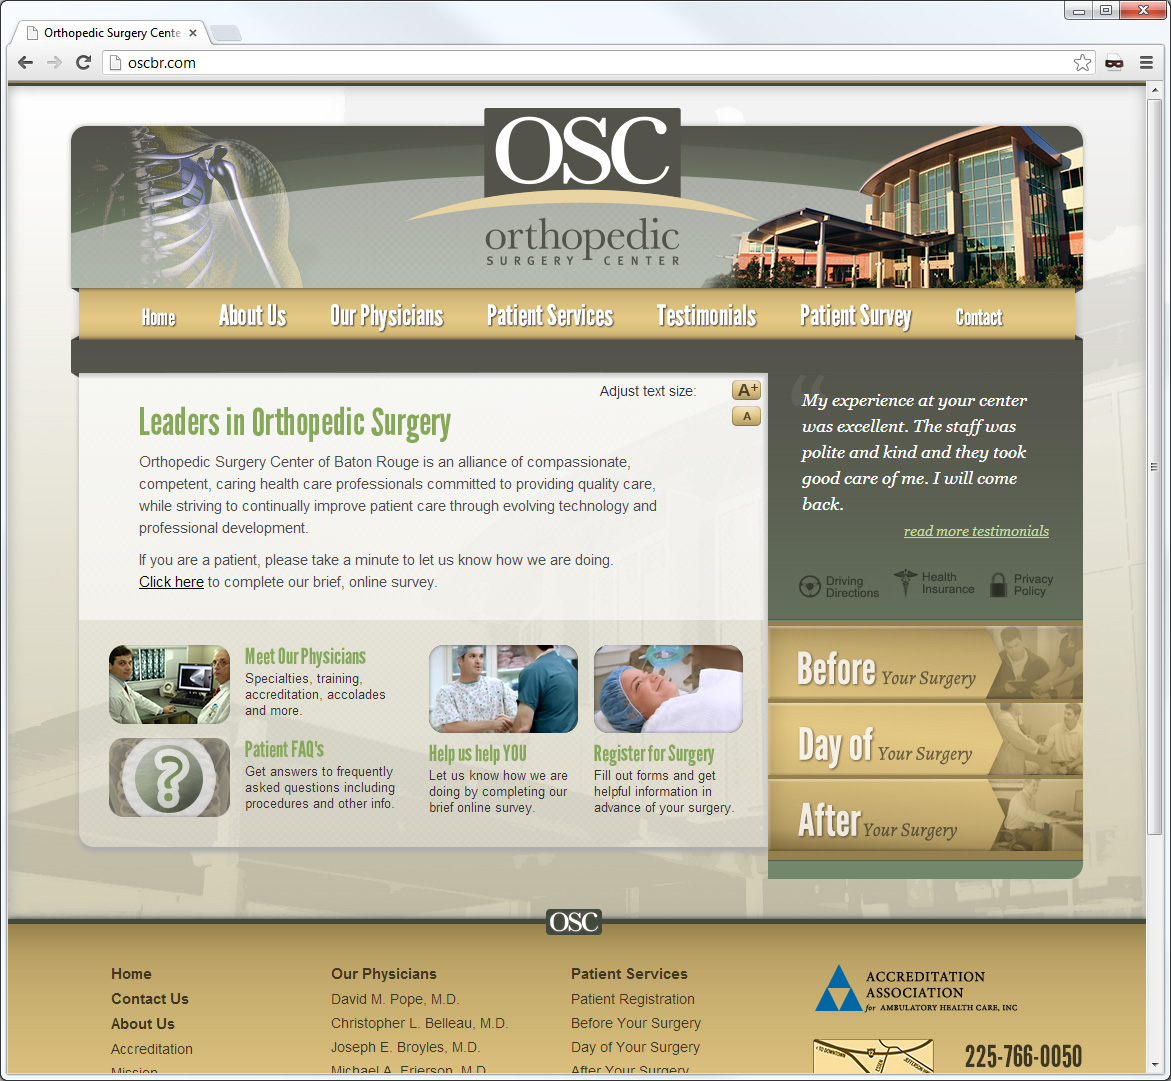 Orthopedic Surgery Cente
oscbr.com
OSC
orthopedic
SURGERY CENTER
Home About Us Our Physicians Patient Services Testimonials Patient Survey Contact
Adjust text size:
A+
A
Leaders in Orthopedic Surgery
Orthopedic Surgery Center of Baton Rouge is an alliance of compassionate,
competent, caring health care professionals committed to providing quality care,
while striving to continually improve patient care through evolving technology and
professional development.
If you are a patient, please take a minute to let us know how we are doing.
Click here to complete our brief, online survey.
“
My experience at your center
was excellent. The staff was
polite and kind and they took
good care of me. I will come
back.
read more testimonials
Driving
Directions
Health
Insurance
Privacy
Policy
Meet Our Physicians
Specialties, training,
accreditation, accolades
and more.
?
Patient FAQ's
Get answers to frequently
asked questions including
procedures and other info.
Help us help YOU
Let us know how we are
doing by completing our
brief online survey.
Register for Surgery
Fill out forms and get
helpful information in
advance of your surgery.
Before Your Surgery
Day of Your Surgery
After Your Surgery
OSC
Home
Contact Us
About Us
Accreditation
Mission
Our Physicians
David M. Pope, M.D.
Christopher L. Belleau, M.D.
Joseph E. Broyles, M.D.
Michael A. Frierson, M.D.
Patient Services
Patient Registration
Before Your Surgery
Day of Your Surgery
After Your Surgery
ACCREDITATION
ASSOCIATION
for AMBULATORY HEALTH CARE, INC
TO DOWNTOWN
ESSEN
225-766-0050